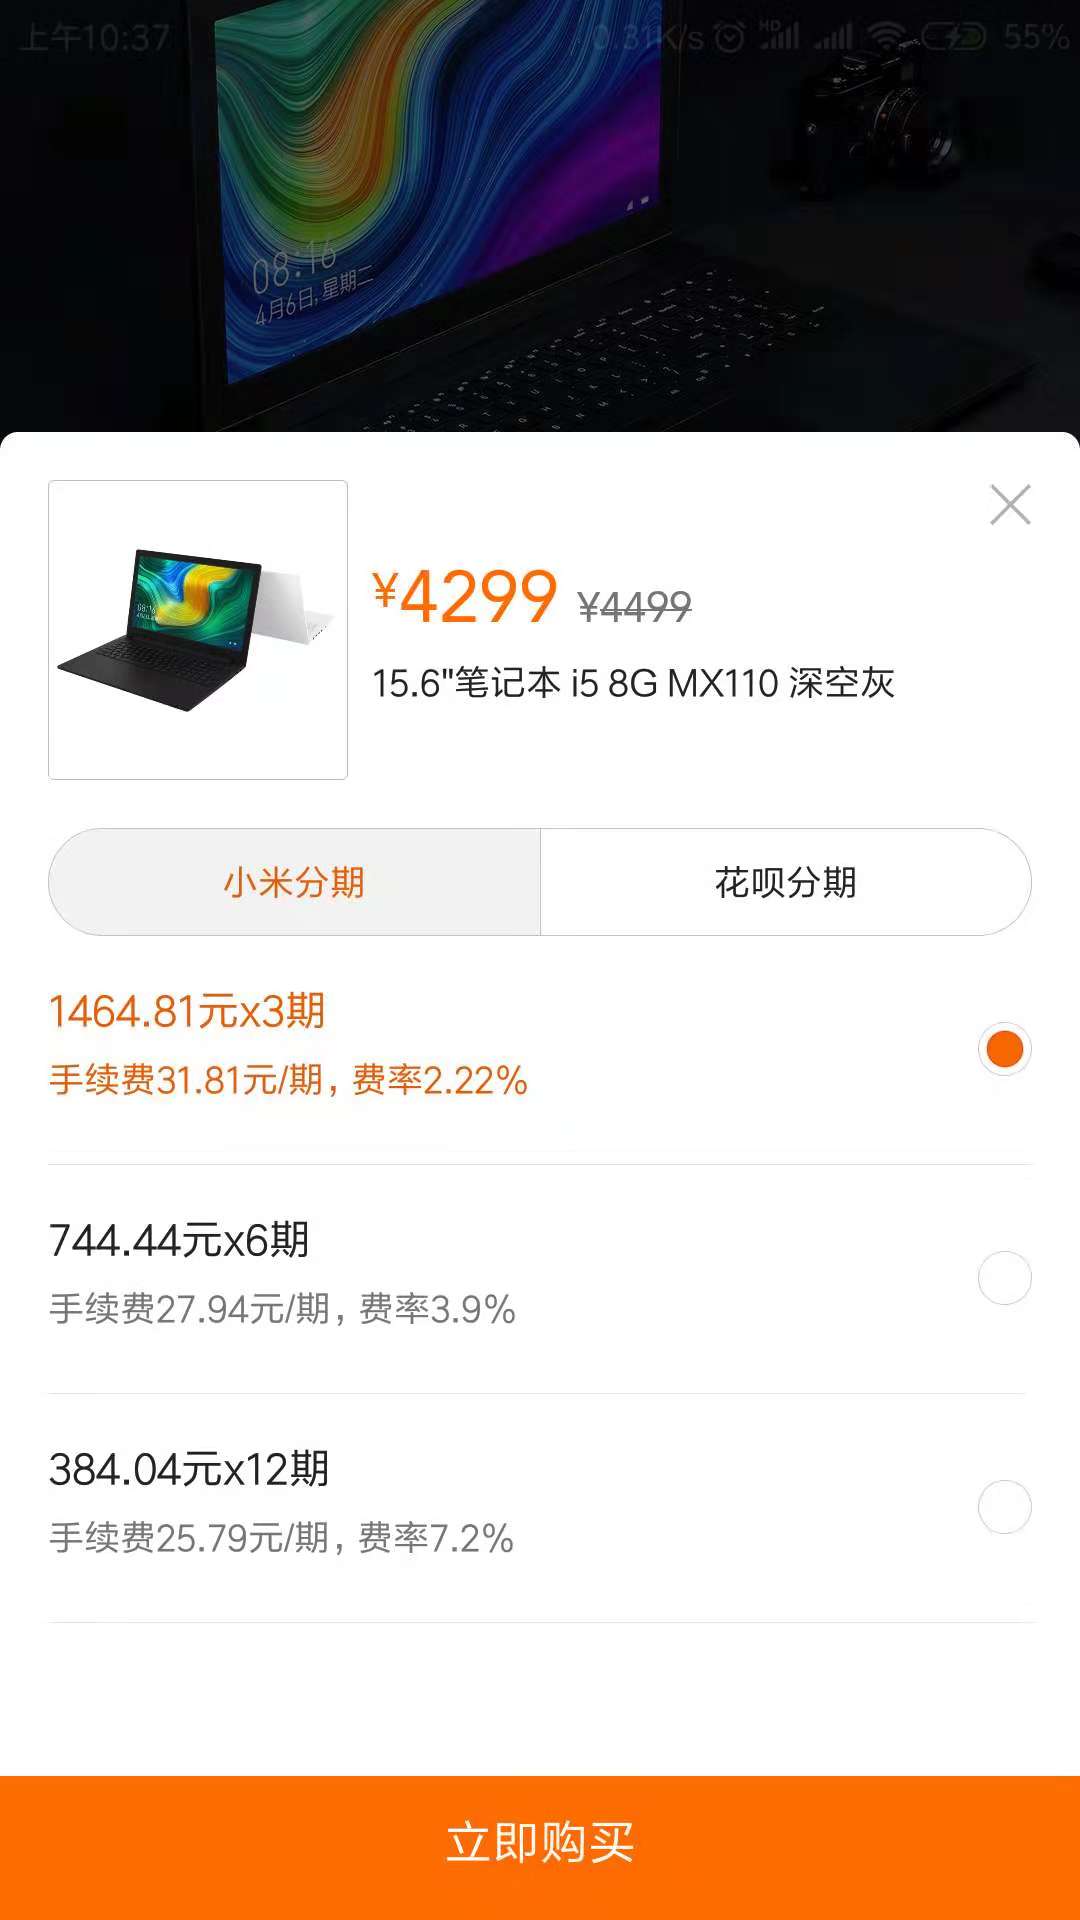 上午10:37
0.31K/s HD 55%
08:16
4月6日, 星期二
¥4299 ¥4499
15.6"笔记本 i5 8G MX110 深空灰
小米分期
花呗分期
1464.81元x3期
手续费31.81元/期, 费率2.22%
744.44元x6期
手续费27.94元/期, 费率3.9%
384.04元x12期
手续费25.79元/期, 费率7.2%
立即购买